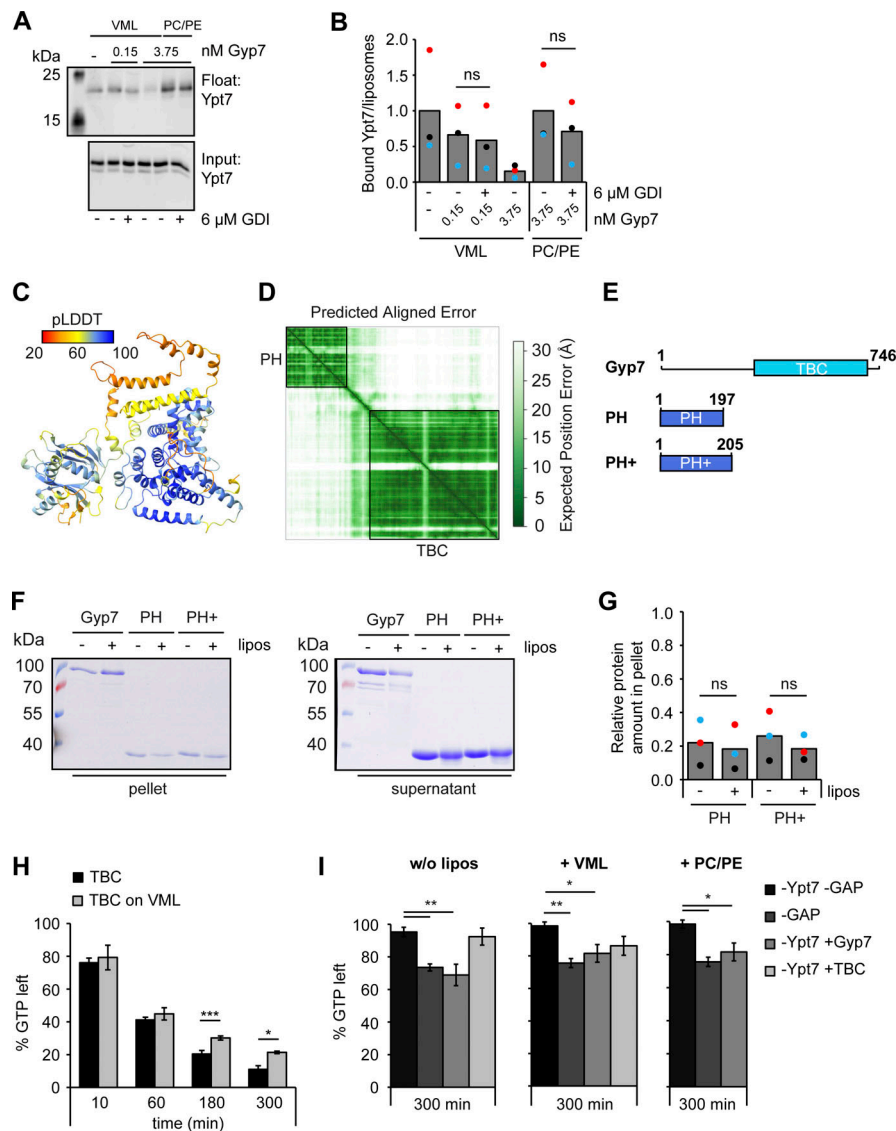 A
VML PC/PE
- 0.15 3.75 nM Gyp7
kDa
25
15
Float:
Ypt7
Input:
Ypt7
- - + - - + 6 µM GDI
B
Bound Ypt7/liposomes
2.0
1.5
1.0
0.5
0.0
ns
ns
- - + - - + 6 µM GDI
- 0.15 0.15 3.75 3.75 3.75 nM Gyp7
VML PC/PE
C
pLDDT
20 60 100
D
Predicted Aligned Error
PH
TBC
30
25
20
15
10
5
0
Expected Position Error (Å)
E
1 746
Gyp7 TBC
1 197
PH PH
1 205
PH+ PH+
F
Gyp7 PH PH+
kDa - + - + - + lipos
100
70
55
40
pellet
Gyp7 PH PH+
kDa - + - + - + lipos
100
70
55
40
supernatant
G
Relative protein
amount in pellet
1.0
0.8
0.6
0.4
0.2
0.0
ns
ns
- + - + lipos
PH PH+
H
TBC
TBC on VML
% GTP left
100
80
60
40
20
0
***
*
10 60 180 300
time (min)
I
w/o lipos + VML + PC/PE
% GTP left
100
80
60
40
20
0
**
*
**
*
300 min 300 min 300 min
-Ypt7 -GAP
-GAP
-Ypt7 +Gyp7
-Ypt7 +TBC